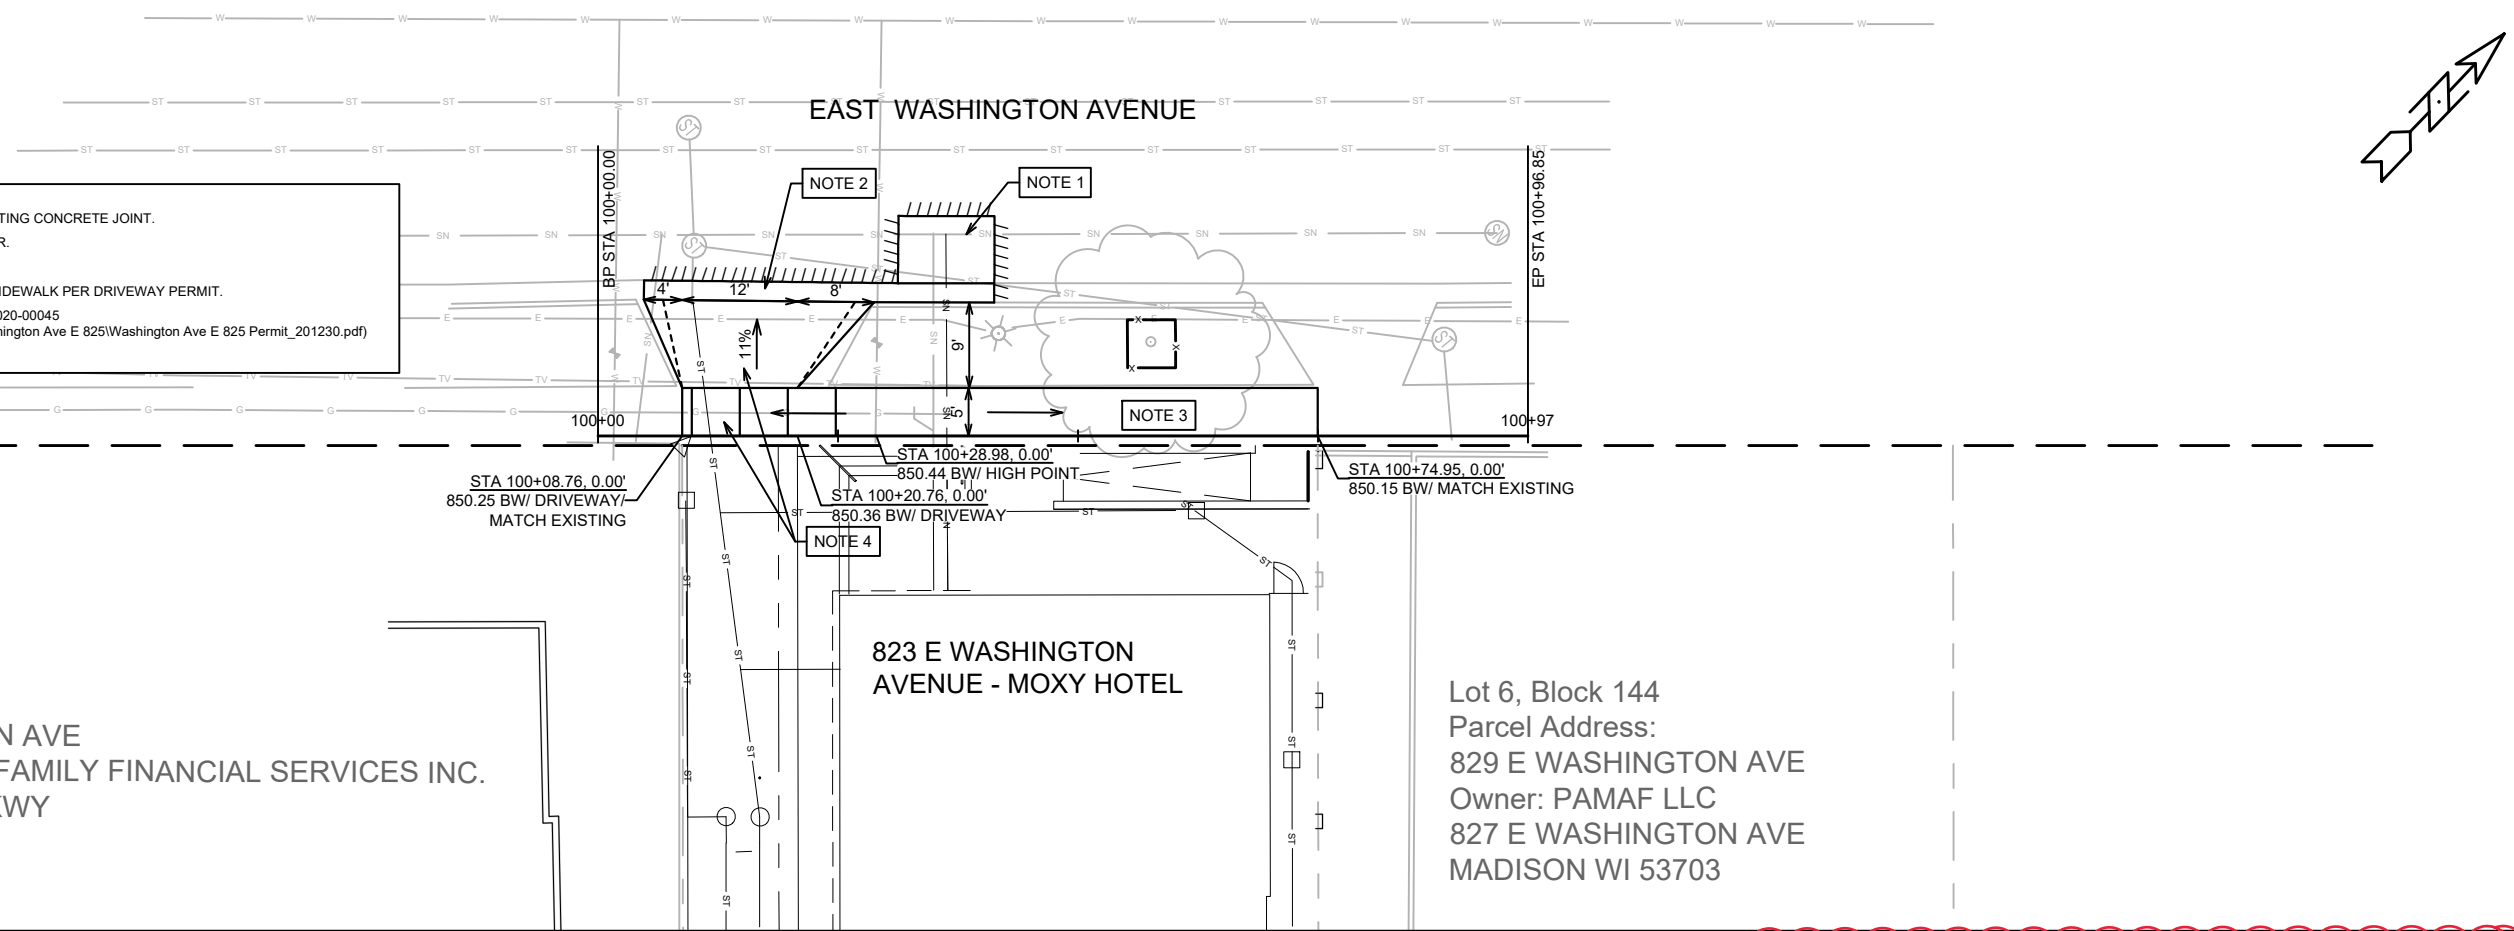 EAST WASHINGTON AVENUE
BP STA 100+00.00
EP STA 100+96.85
NOTE 2
NOTE 1
TING CONCRETE JOINT.
R.
IDEWALK PER DRIVEWAY PERMIT.
020-00045
hington Ave E 825\Washington Ave E 825 Permit_201230.pdf)
4'
12'
8'
11%
9'
5'
NOTE 3
100+00
100+97
STA 100+28.98, 0.00'
850.44 BW/ HIGH POINT
STA 100+08.76, 0.00'
850.25 BW/ DRIVEWAY/
MATCH EXISTING
STA 100+20.76, 0.00'
850.36 BW/ DRIVEWAY
STA 100+74.95, 0.00'
850.15 BW/ MATCH EXISTING
NOTE 4
823 E WASHINGTON
AVENUE - MOXY HOTEL
N AVE
FAMILY FINANCIAL SERVICES INC.
KWY
Lot 6, Block 144
Parcel Address:
829 E WASHINGTON AVE
Owner: PAMAF LLC
827 E WASHINGTON AVE
MADISON WI 53703